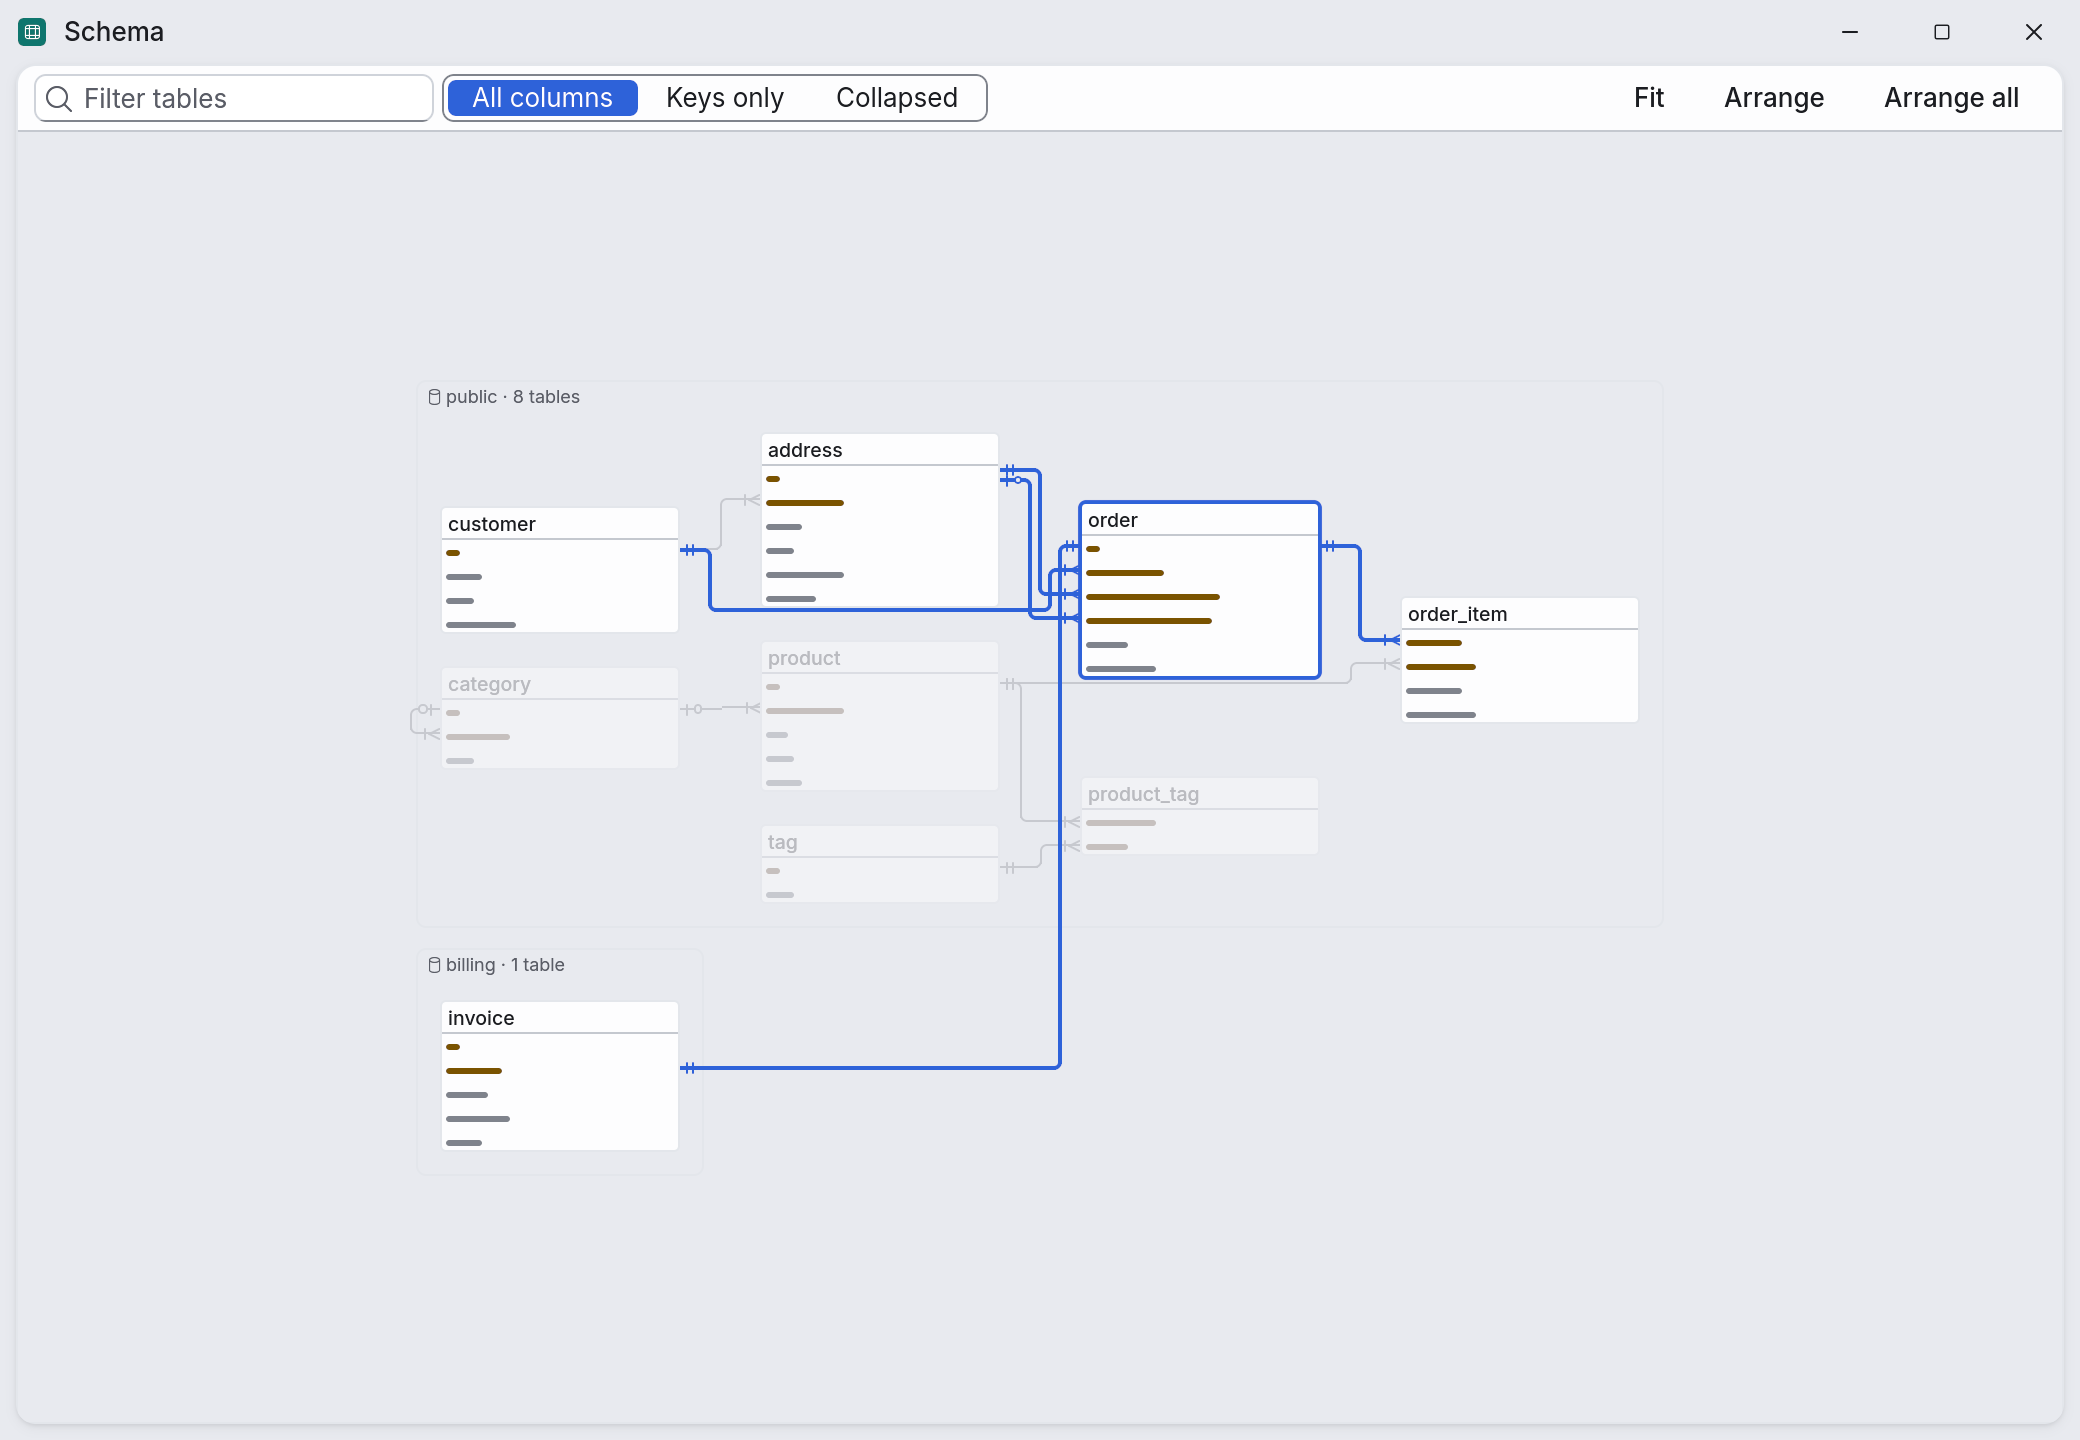 Schema
Filter tables
All columns
Keys only
Collapsed
Fit
Arrange
Arrange all
public · 8 tables
address
customer
order
order_item
product
category
product_tag
tag
billing · 1 table
invoice